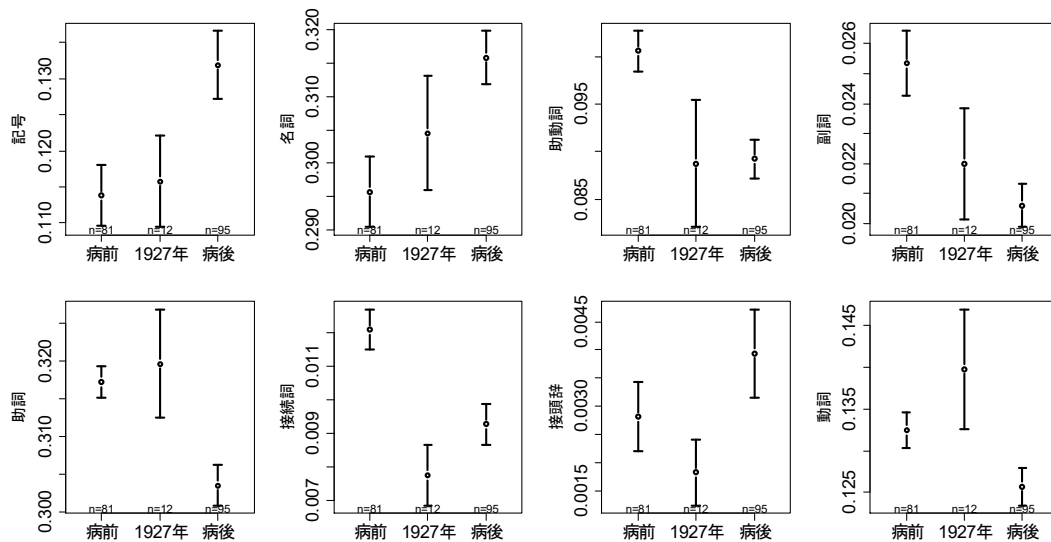 記号
0.110 0.120 0.130
n=81 n=12 n=95
病前 1927年 病後
名詞
0.290 0.300 0.310 0.320
n=81 n=12 n=95
病前 1927年 病後
助動詞
0.085 0.095
n=81 n=12 n=95
病前 1927年 病後
副詞
0.020 0.022 0.024 0.026
n=81 n=12 n=95
病前 1927年 病後
助詞
0.300 0.310 0.320
n=81 n=12 n=95
病前 1927年 病後
接続詞
0.007 0.009 0.011
n=81 n=12 n=95
病前 1927年 病後
接頭辞
0.0015 0.0030 0.0045
n=81 n=12 n=95
病前 1927年 病後
動詞
0.125 0.135 0.145
n=81 n=12 n=95
病前 1927年 病後